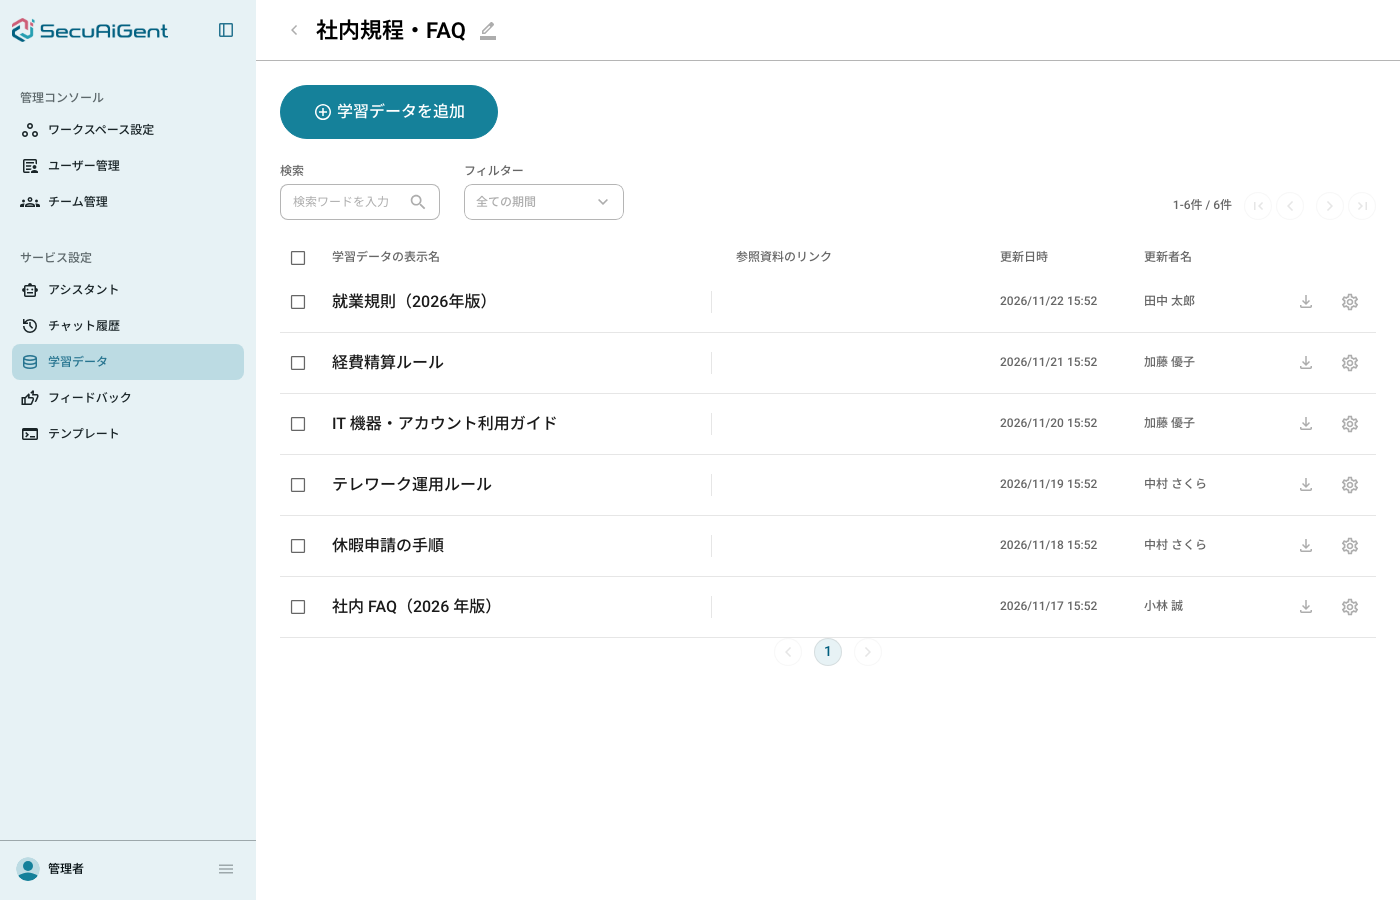 SecuAiGent
社内規程・FAQ
管理コンソール
ワークスペース設定
ユーザー管理
チーム管理
サービス設定
アシスタント
チャット履歴
学習データ
フィードバック
テンプレート
管理者
学習データを追加
検索
フィルター
検索ワードを入力
全ての期間
1-6件 / 6件
学習データの表示名 参照資料のリンク 更新日時 更新者名
就業規則（2026年版） 2026/11/22 15:52 田中 太郎
経費精算ルール 2026/11/21 15:52 加藤 優子
IT 機器・アカウント利用ガイド 2026/11/20 15:52 加藤 優子
テレワーク運用ルール 2026/11/19 15:52 中村 さくら
休暇申請の手順 2026/11/18 15:52 中村 さくら
社内 FAQ（2026 年版） 2026/11/17 15:52 小林 誠
1